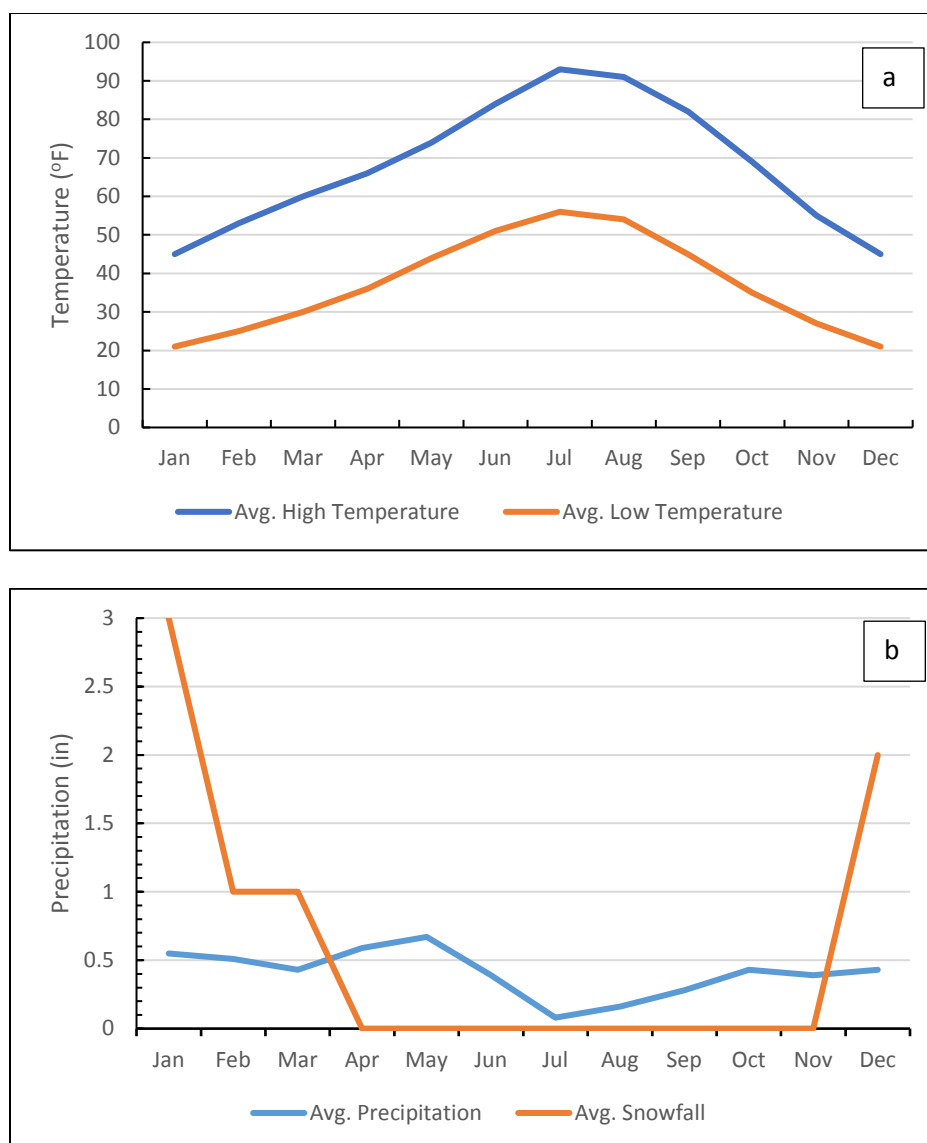 a
Temperature (ºF)
100
90
80
70
60
50
40
30
20
10
0
Jan Feb Mar Apr May Jun Jul Aug Sep Oct Nov Dec
Avg. High Temperature Avg. Low Temperature
b
Precipitation (in)
3
2.5
2
1.5
1
0.5
0
Jan Feb Mar Apr May Jun Jul Aug Sep Oct Nov Dec
Avg. Precipitation Avg. Snowfall